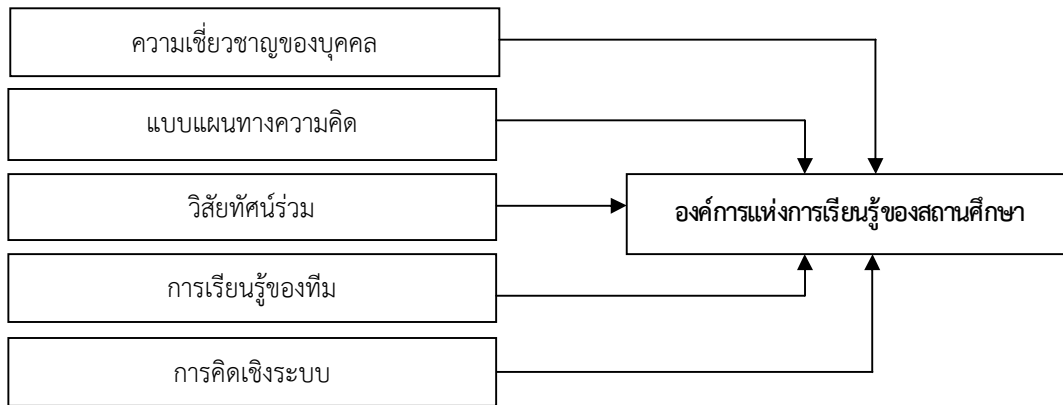 ความเชี่ยวชาญของบุคคล
แบบแผนทางความคิด
วิสัยทัศน์ร่วม
การเรียนรู้ของทีม
การคิดเชิงระบบ
องค์การแห่งการเรียนรู้ของสถานศึกษา